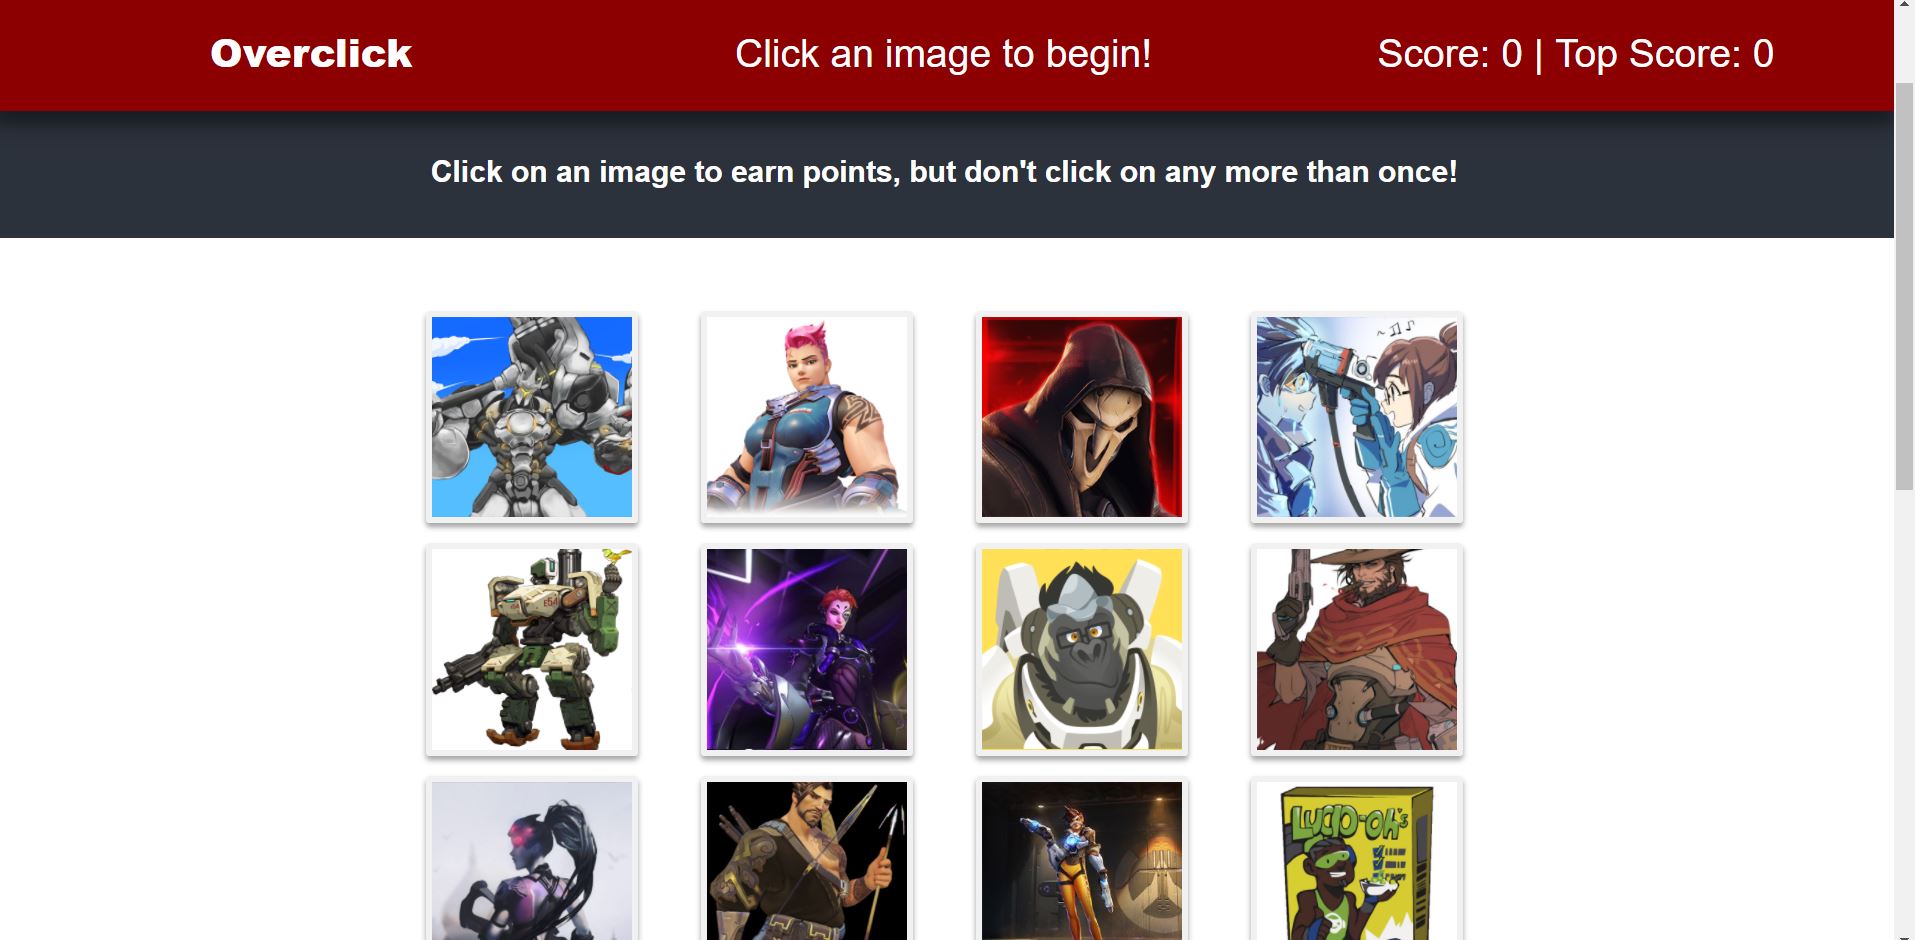 Overclick
Click an image to begin!
Score: 0 | Top Score: 0
Click on an image to earn points, but don't click on any more than once!
E54
LUCIO-OH's